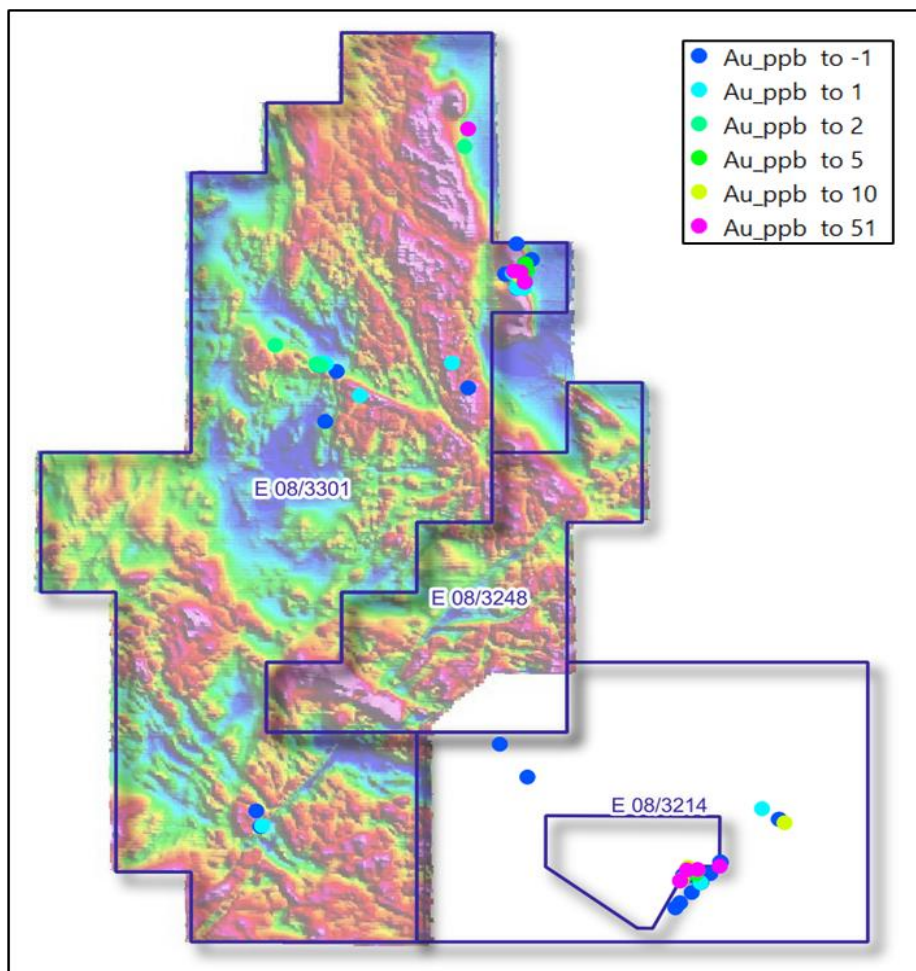 Au_ppb to -1
Au_ppb to 1
Au_ppb to 2
Au_ppb to 5
Au_ppb to 10
Au_ppb to 51
E 08/3301
E 08/3248
E 08/3214